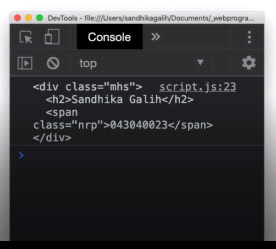 DevTools - file:///Users/sandhikagalih/Documents/_webprogra...
Console »
top ▼
<div class="mhs"> script.js:23
<h2>Sandhika Galih</h2>
<span
class="nrp">043040023</span>
</div>
>